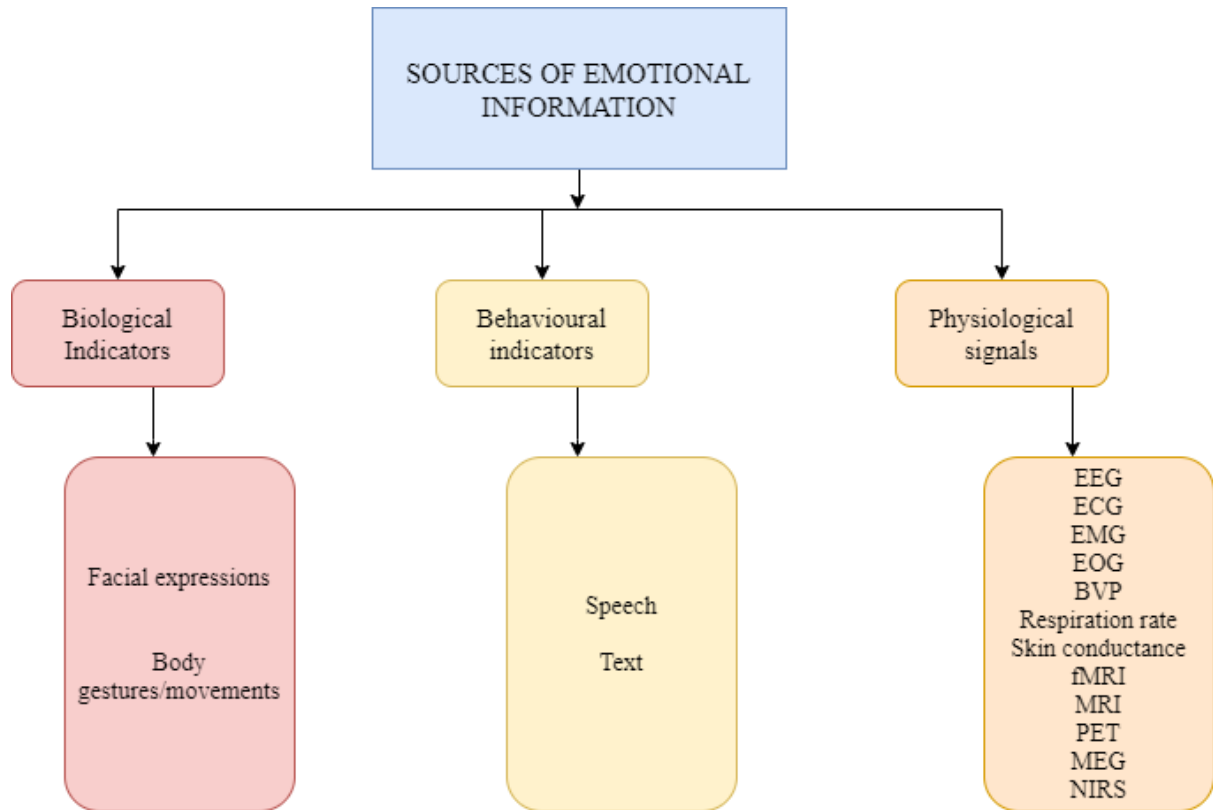 SOURCES OF EMOTIONAL
INFORMATION
Biological
Indicators
Behavioural
indicators
Physiological
signals
Facial expressions
Body
gestures/movements
Speech
Text
EEG
ECG
EMG
EOG
BVP
Respiration rate
Skin conductance
fMRI
MRI
PET
MEG
NIRS